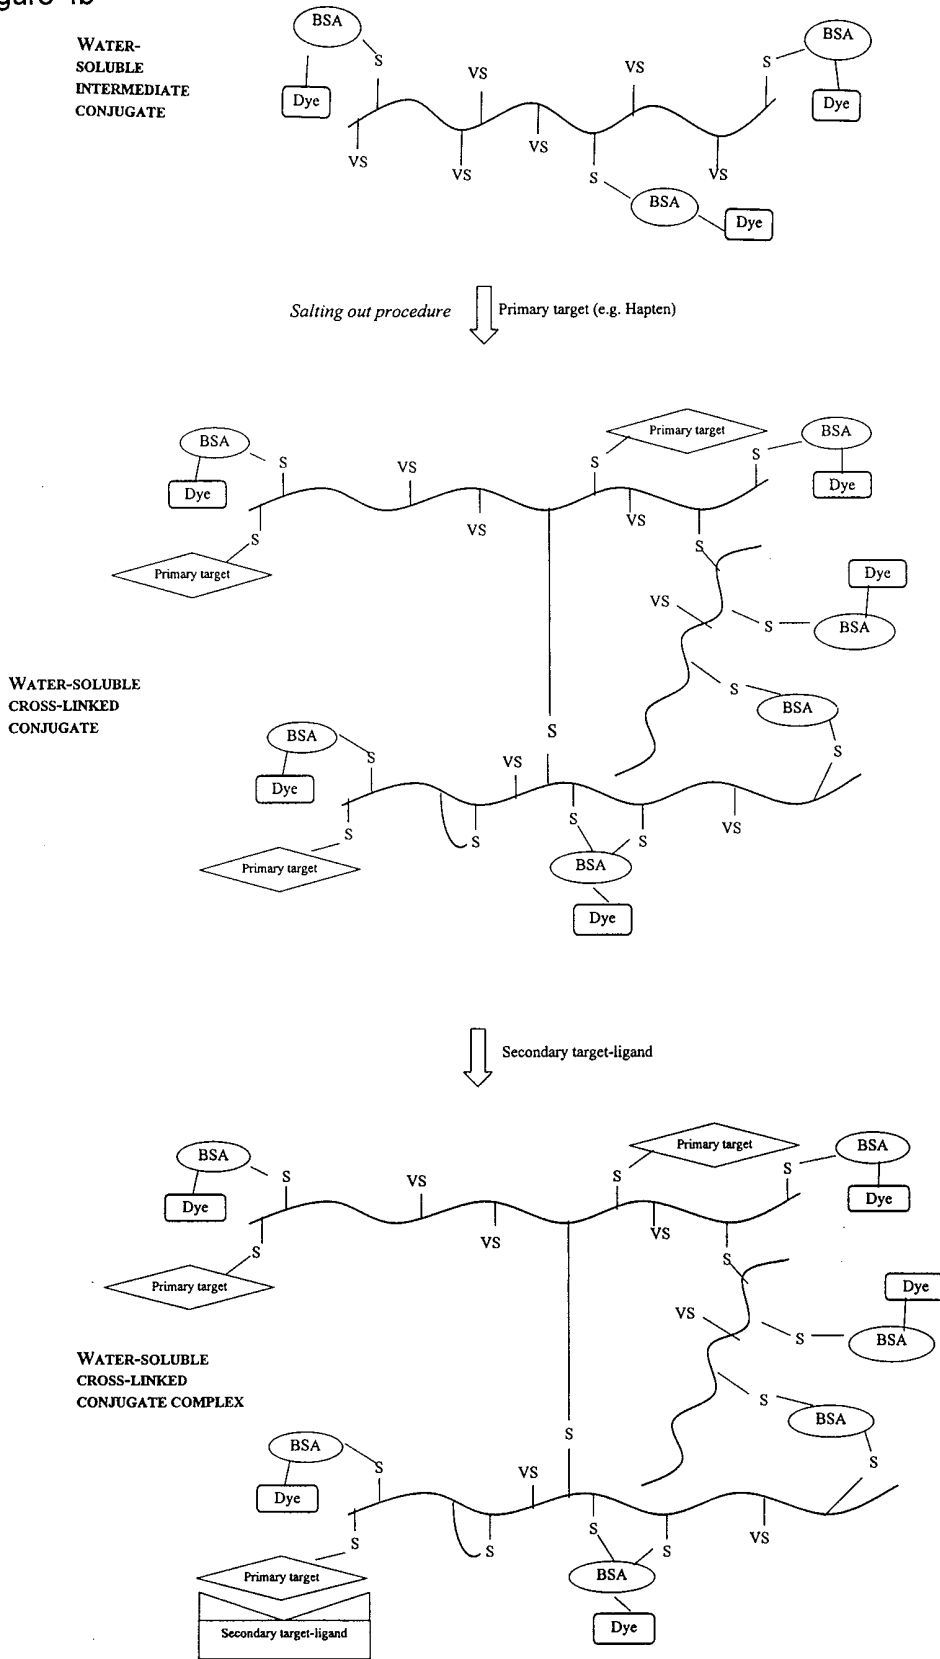 gure 4b
WATER-
SOLUBLE
INTERMEDIATE
CONJUGATE
BSA
S
Dye
VS
VS
VS
VS
VS
S
BSA
Dye
S
BSA
Dye
VS
Salting out procedure
Primary target (e.g. Hapten)
BSA
S
Dye
VS
VS
S
Primary target
S
Primary target
VS
S
BSA
Dye
S
Dye
VS
S
BSA
S
BSA
S
WATER-SOLUBLE
CROSS-LINKED
CONJUGATE
S
BSA
S
Dye
VS
S
Primary target
S
S
S
BSA
Dye
VS
Secondary target-ligand
BSA
S
Dye
VS
VS
S
Primary target
S
Primary target
VS
S
BSA
Dye
S
Dye
VS
S
BSA
S
BSA
S
WATER-SOLUBLE
CROSS-LINKED
CONJUGATE COMPLEX
S
BSA
S
Dye
VS
S
S
S
S
VS
Primary target
BSA
Secondary target-ligand
Dye